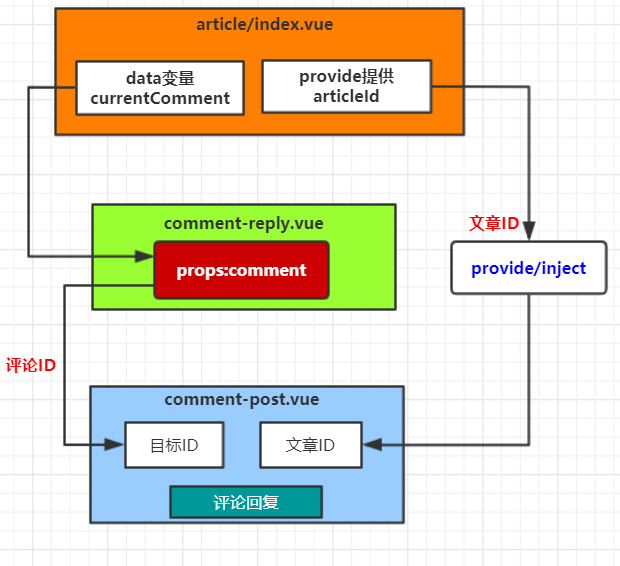 article/index.vue
data变量
currentComment
provide提供
articleId
comment-reply.vue
props:comment
文章ID
provide/inject
评论ID
comment-post.vue
目标ID
文章ID
评论回复